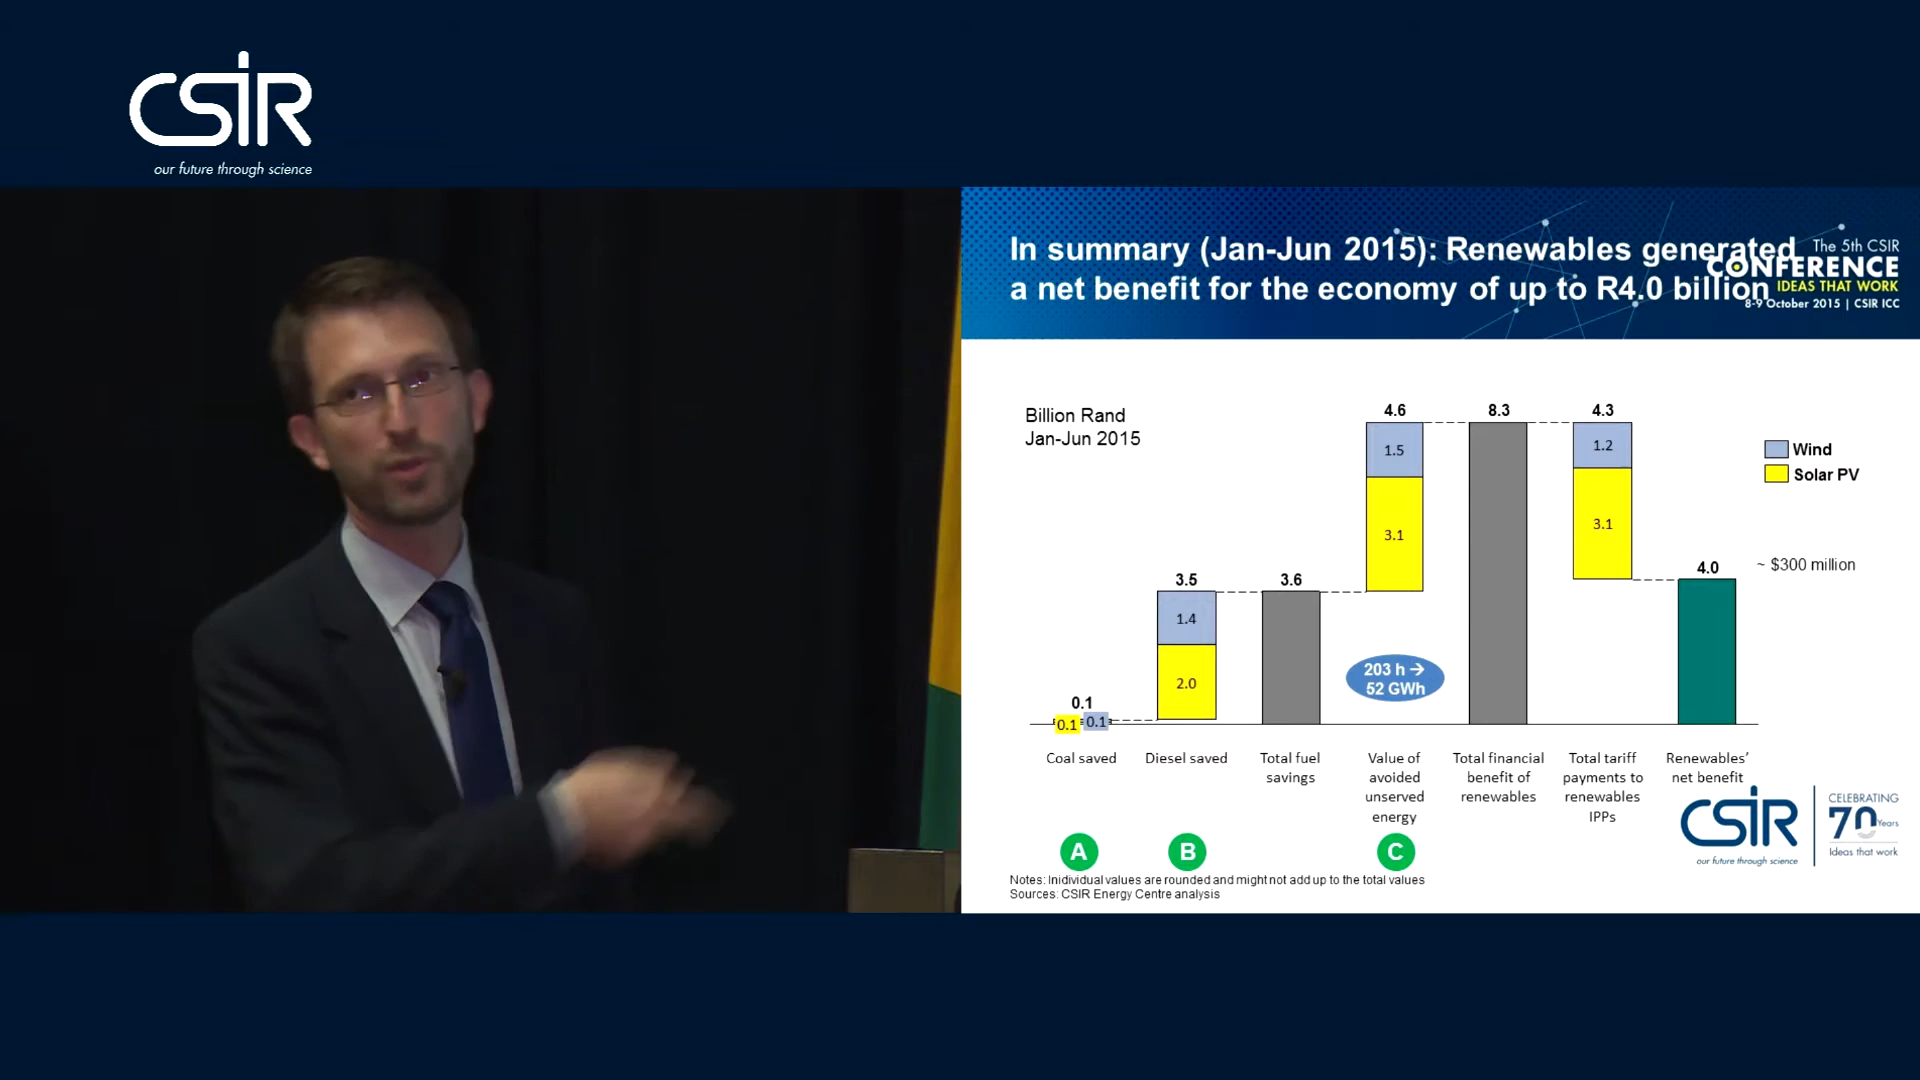 CSIR
our future through science
In summary (Jan-Jun 2015): Renewables generated
a net benefit for the economy of up to R4.0 billion
The 5th CSIR
CONFERENCE
IDEAS THAT WORK
8-9 October 2015 | CSIR ICC
Billion Rand
Jan-Jun 2015
Wind
Solar PV
~ $300 million
0.1
0.1
0.1
3.5
1.4
2.0
3.6
4.6
1.5
3.1
203 h →
52 GWh
8.3
4.3
1.2
3.1
4.0
Coal saved
Diesel saved
Total fuel
savings
Value of
avoided
unserved
energy
Total financial
benefit of
renewables
Total tariff
payments to
renewables
IPPs
Renewables’
net benefit
A
B
C
Notes: Inidividual values are rounded and might not add up to the total values
Sources: CSIR Energy Centre analysis
CSIR
our future through science
CELEBRATING
70 Years
Ideas that work